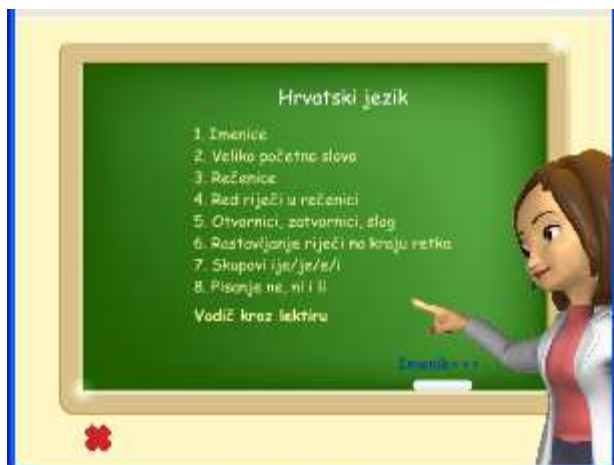 Hrvatski jezik
1. Imenice
2. Veliko početno slovo
3. Rečenice
4. Red riječi u rečenici
5. Otvornici, zatvornici, slog
6. Rastavljanje riječi na kraju retka
7. Skupovi ije/je/e/i
8. Pisanje ne, ni i li
Vodič kroz lektiru